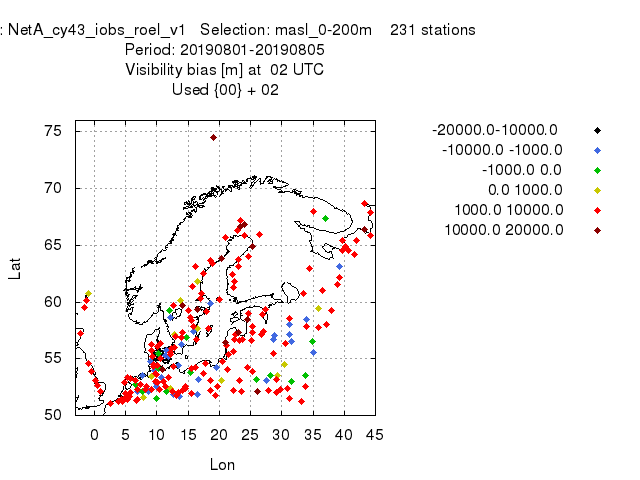 : NetA_cy43_iobs_roel_v1 Selection: masl_0-200m 231 stations
Period: 20190801-20190805
Visibility bias [m] at 02 UTC
Used {00} + 02
-20000.0-10000.0
-10000.0 -1000.0
-1000.0 0.0
0.0 1000.0
1000.0 10000.0
10000.0 20000.0
75
70
65
60
55
50
Lat
0 5 10 15 20 25 30 35 40 45
Lon